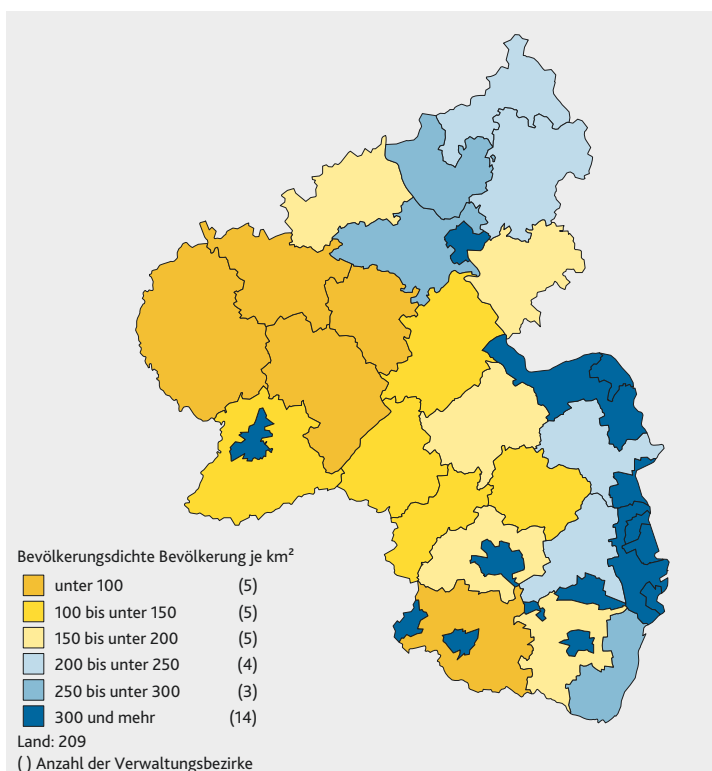 Bevölkerungsdichte Bevölkerung je km²
unter 100 (5)
100 bis unter 150 (5)
150 bis unter 200 (5)
200 bis unter 250 (4)
250 bis unter 300 (3)
300 und mehr (14)
Land: 209
( ) Anzahl der Verwaltungsbezirke